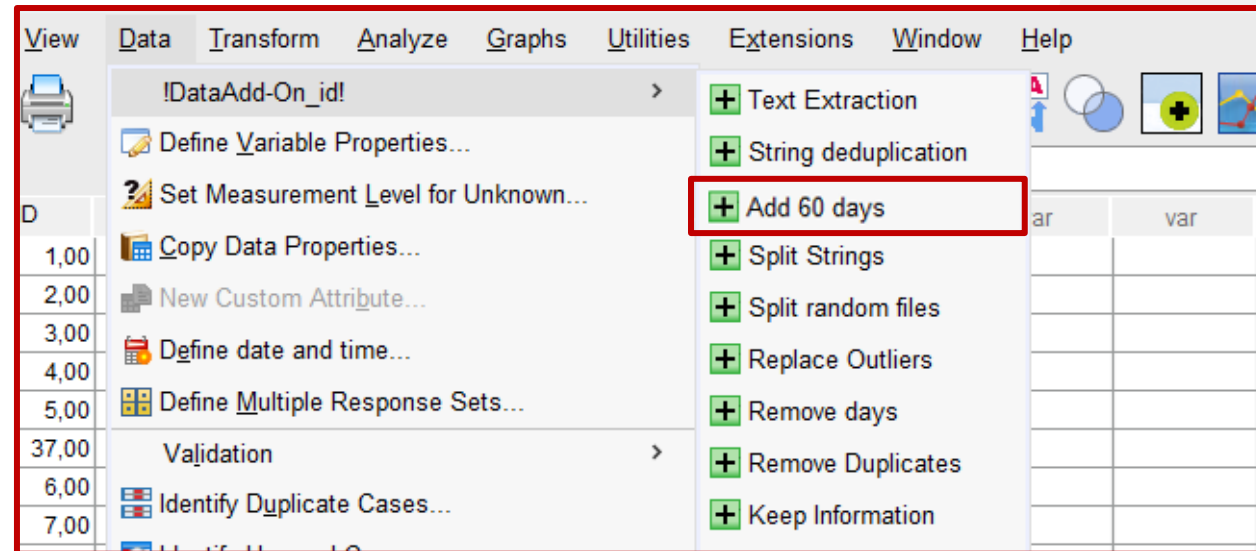 View Data Transform Analyze Graphs Utilities Extensions Window Help
!DataAdd-On_id! >
Define Variable Properties...
Set Measurement Level for Unknown...
Copy Data Properties...
New Custom Attribute...
Define date and time...
Define Multiple Response Sets...
Validation >
Identify Duplicate Cases...
Text Extraction
String deduplication
Add 60 days
Split Strings
Split random files
Replace Outliers
Remove days
Remove Duplicates
Keep Information
A
D
1,00
2,00
3,00
4,00
5,00
37,00
6,00
7,00
ar var